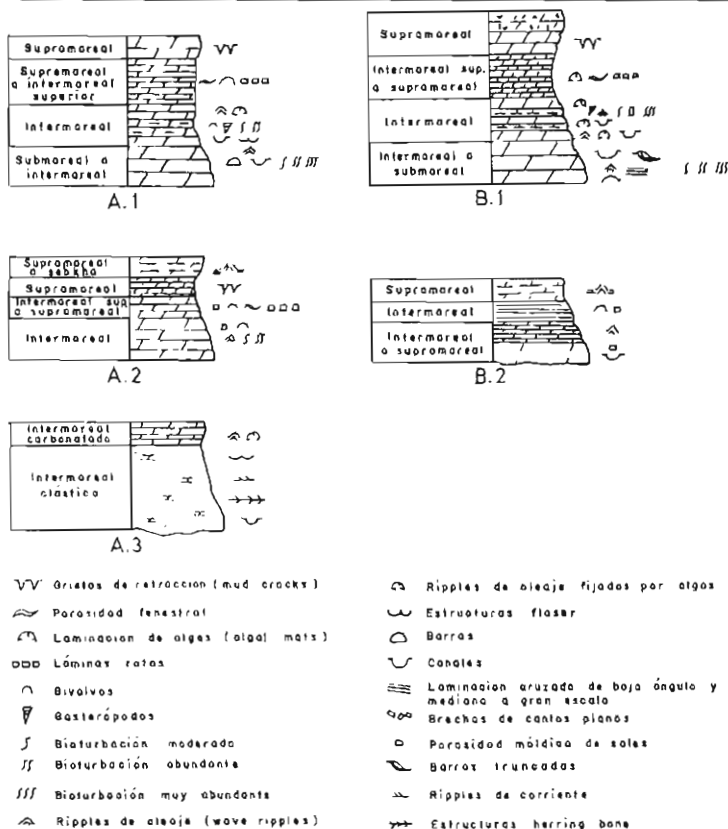 Supramareal
Supramareal
a intermareal
superior
Intermareal
Submareal a
intermareal
A.1
Supramareal
Intermareal sup.
a supramareal
Intermareal
Intermareal a
submareal
B.1
Supramareal
a sebkha
Supramareal
Intermareal sup
a supramareal
Intermareal
A.2
Supramareal
Intermareal
Intermareal
a supramareal
B.2
Intermareal
carbonatado
Intermareal
clástico
A.3
Grietas de retracción (mud cracks)
Porosidad fenestral
Laminacion de algas (algal mats)
Láminas rotas
Bivalvos
Gasterópodos
Bioturbación moderada
Bioturbación abundante
Bioturbación muy abundante
Ripples de oleaje (wave ripples)
Ripples de oleaje fijados por algas
Estructuras flaser
Barras
Canales
Laminacion cruzada de bajo ángulo y
mediana a gran escala
Brechas de cantos planos
Porosidad móldica de sales
Barras truncadas
Ripples de corriente
Estructuras herring bone